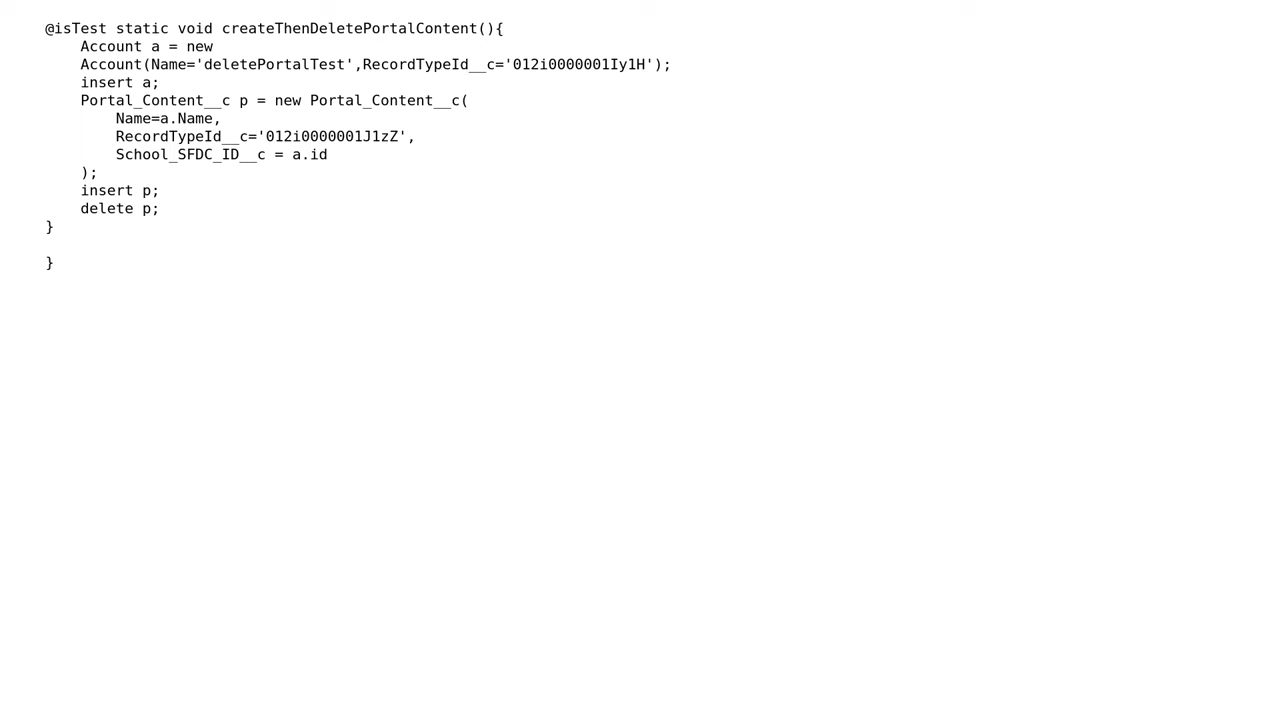 @isTest static void createThenDeletePortalContent(){
    Account a = new
    Account(Name='deletePortalTest',RecordTypeId__c='012i0000001Iy1H');
    insert a;
    Portal_Content__c p = new Portal_Content__c(
        Name=a.Name,
        RecordTypeId__c='012i0000001J1zZ',
        School_SFDC_ID__c = a.id
    );
    insert p;
    delete p;
}

}